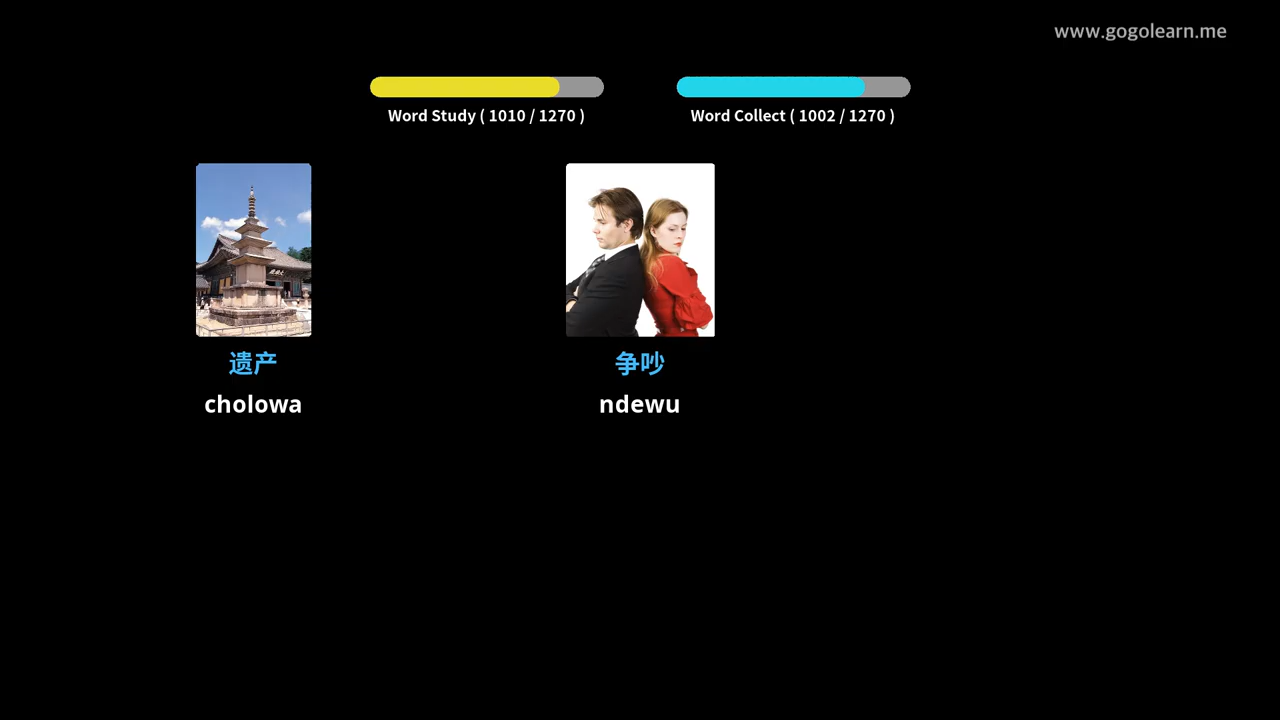 www.gogolearn.me
Word Study ( 1010 / 1270 )
Word Collect ( 1002 / 1270 )
遗产
争吵
cholowa
ndewu